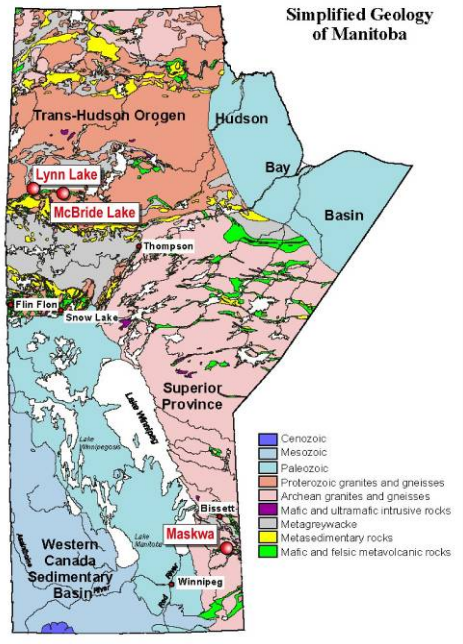 Simplified Geology
of Manitoba
Trans-Hudson Orogen
Hudson
Bay
Basin
Lynn Lake
McBride Lake
Thompson
Flin Flon
Snow Lake
Superior
Province
Lake Winnipeg
Lake
Winnipegosis
Cenozoic
Mesozoic
Paleozoic
Proterozoic granites and gneisses
Archean granites and gneisses
Mafic and ultramafic intrusive rocks
Metagreywacke
Metasedimentary rocks
Mafic and felsic metavolcanic rocks
Bissett
Maskwa
Lake
Manitoba
Western
Canada
Sedimentary
Basin
River
Winnipeg
Red
River